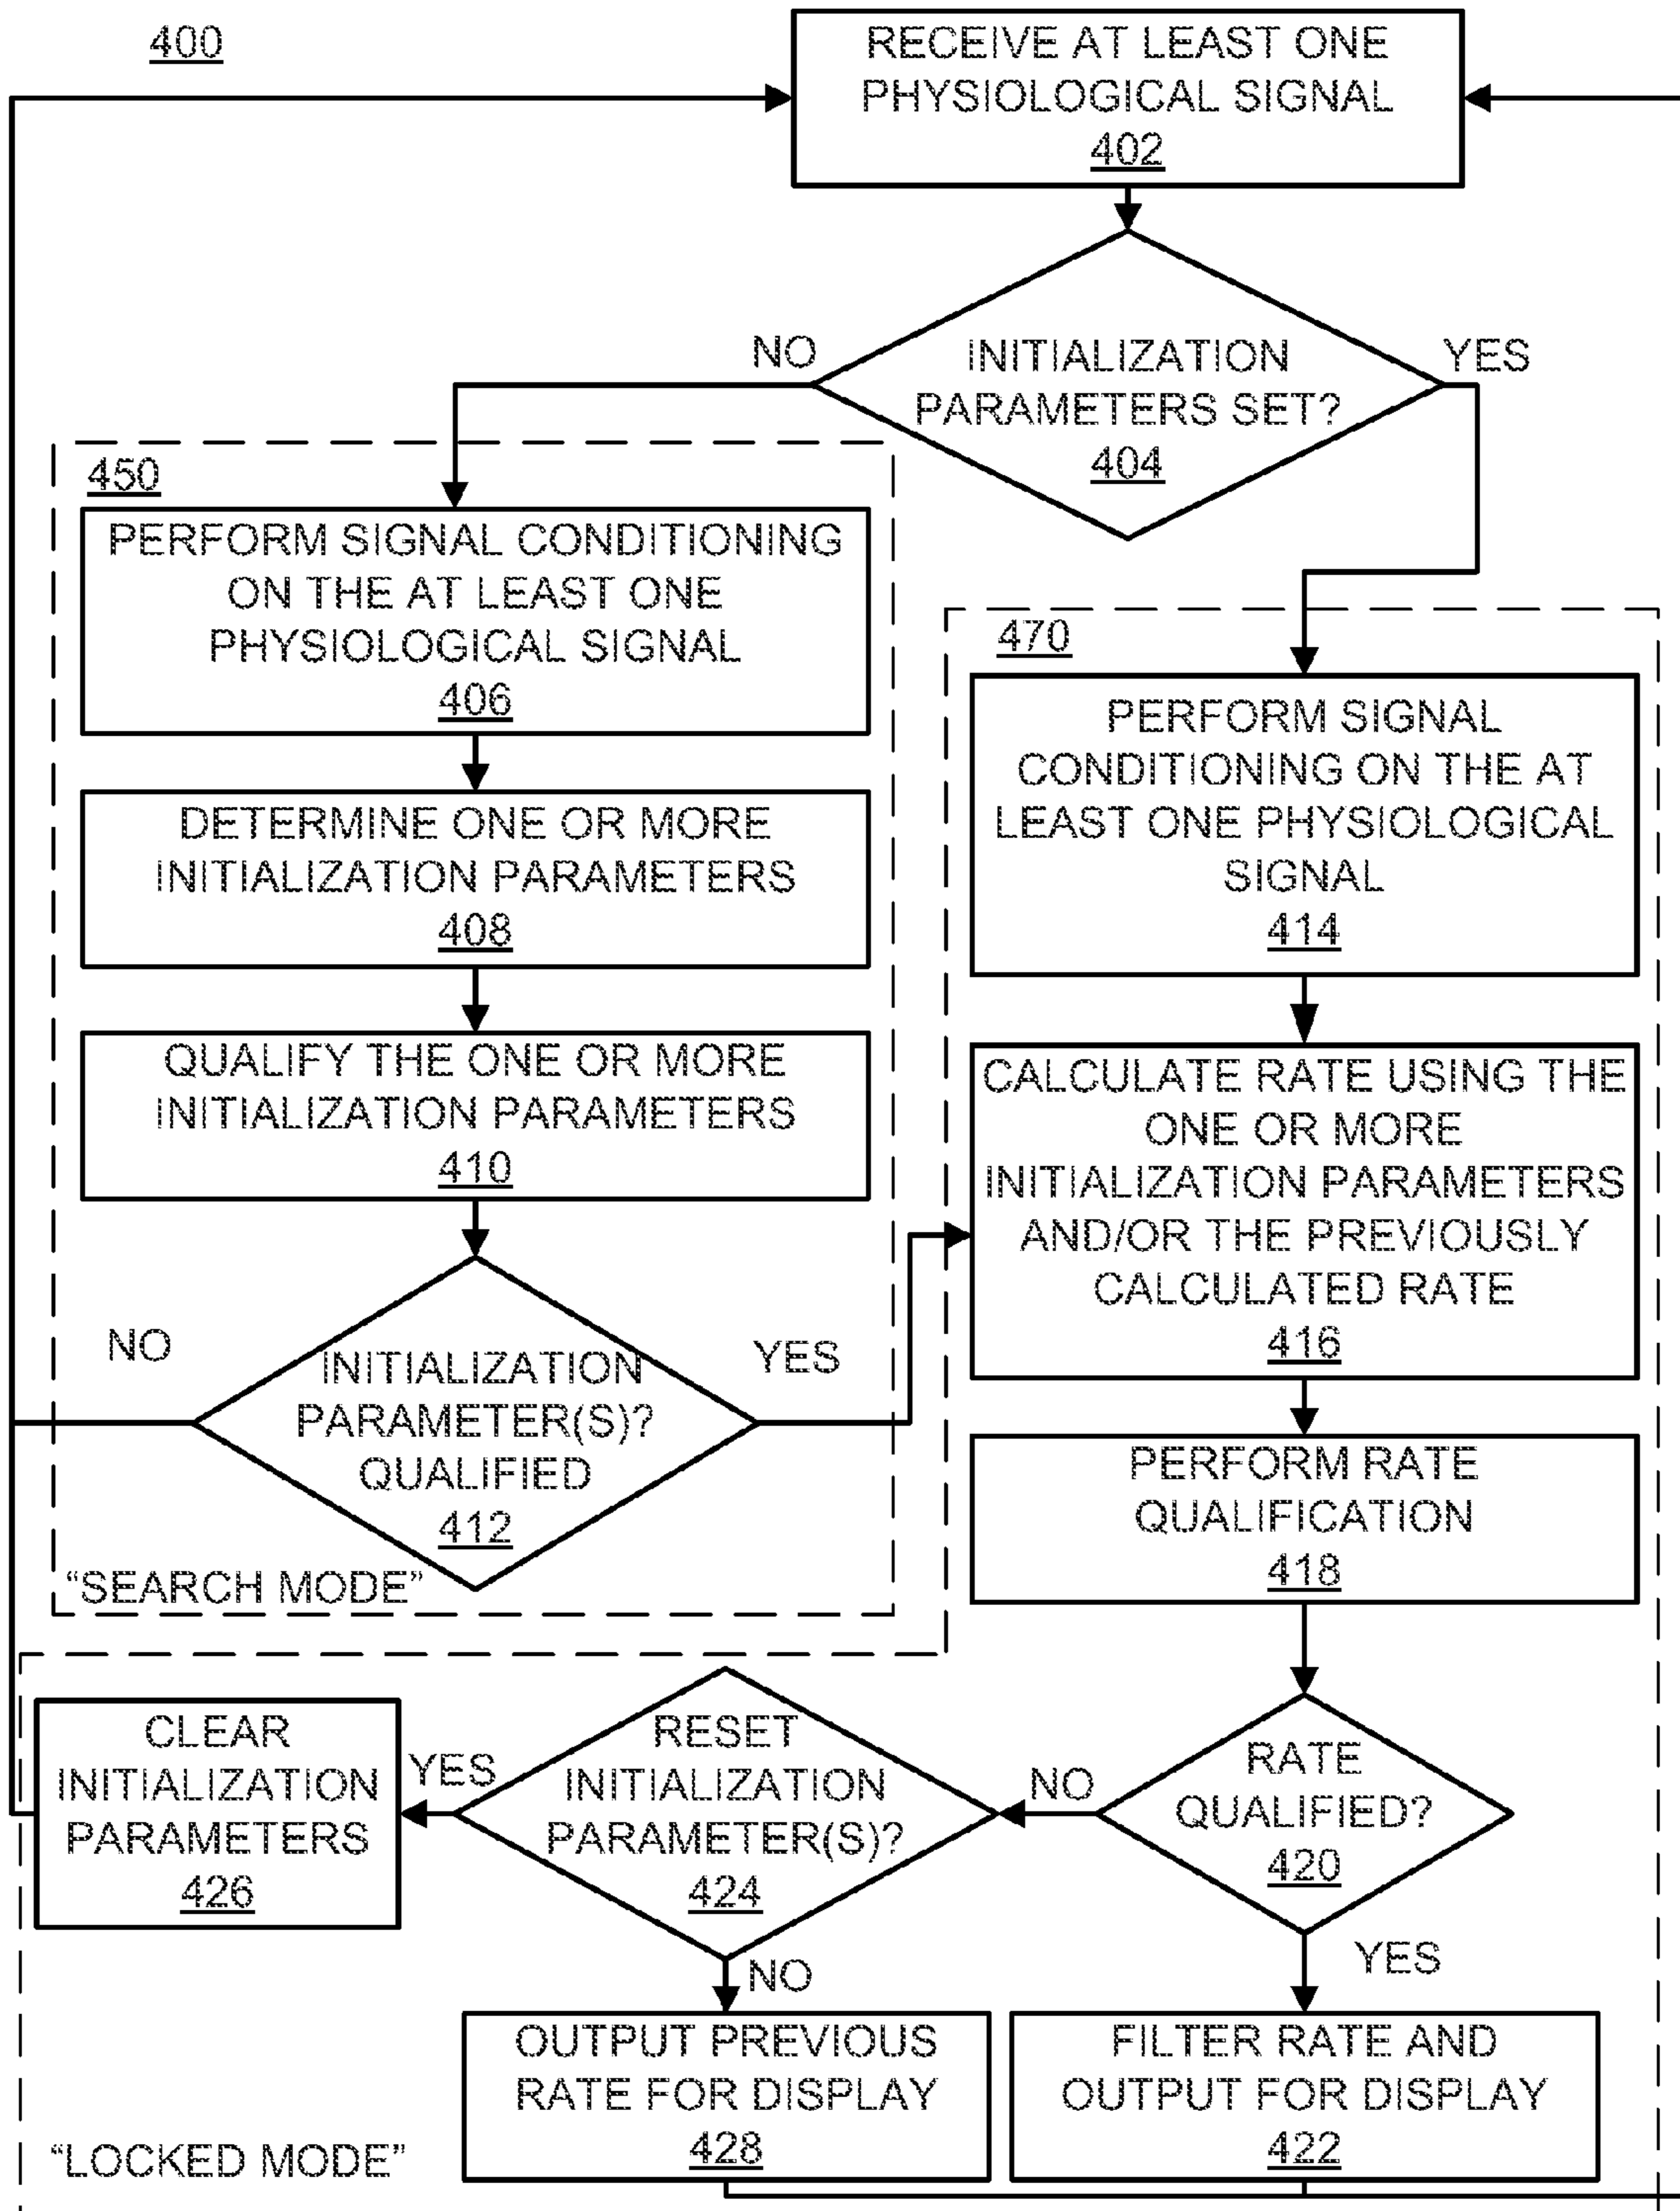 400
RECEIVE AT LEAST ONE
PHYSIOLOGICAL SIGNAL
402
NO
INITIALIZATION
PARAMETERS SET?
404
YES
450
PERFORM SIGNAL CONDITIONING
ON THE AT LEAST ONE
PHYSIOLOGICAL SIGNAL
406
DETERMINE ONE OR MORE
INITIALIZATION PARAMETERS
408
QUALIFY THE ONE OR MORE
INITIALIZATION PARAMETERS
410
NO
INITIALIZATION
PARAMETER(S)?
QUALIFIED
412
YES
“SEARCH MODE”
470
PERFORM SIGNAL
CONDITIONING ON THE AT
LEAST ONE PHYSIOLOGICAL
SIGNAL
414
CALCULATE RATE USING THE
ONE OR MORE
INITIALIZATION PARAMETERS
AND/OR THE PREVIOUSLY
CALCULATED RATE
416
PERFORM RATE
QUALIFICATION
418
RATE
QUALIFIED?
420
NO
YES
RESET
INITIALIZATION
PARAMETER(S)?
424
YES
NO
CLEAR
INITIALIZATION
PARAMETERS
426
OUTPUT PREVIOUS
RATE FOR DISPLAY
428
FILTER RATE AND
OUTPUT FOR DISPLAY
422
“LOCKED MODE”